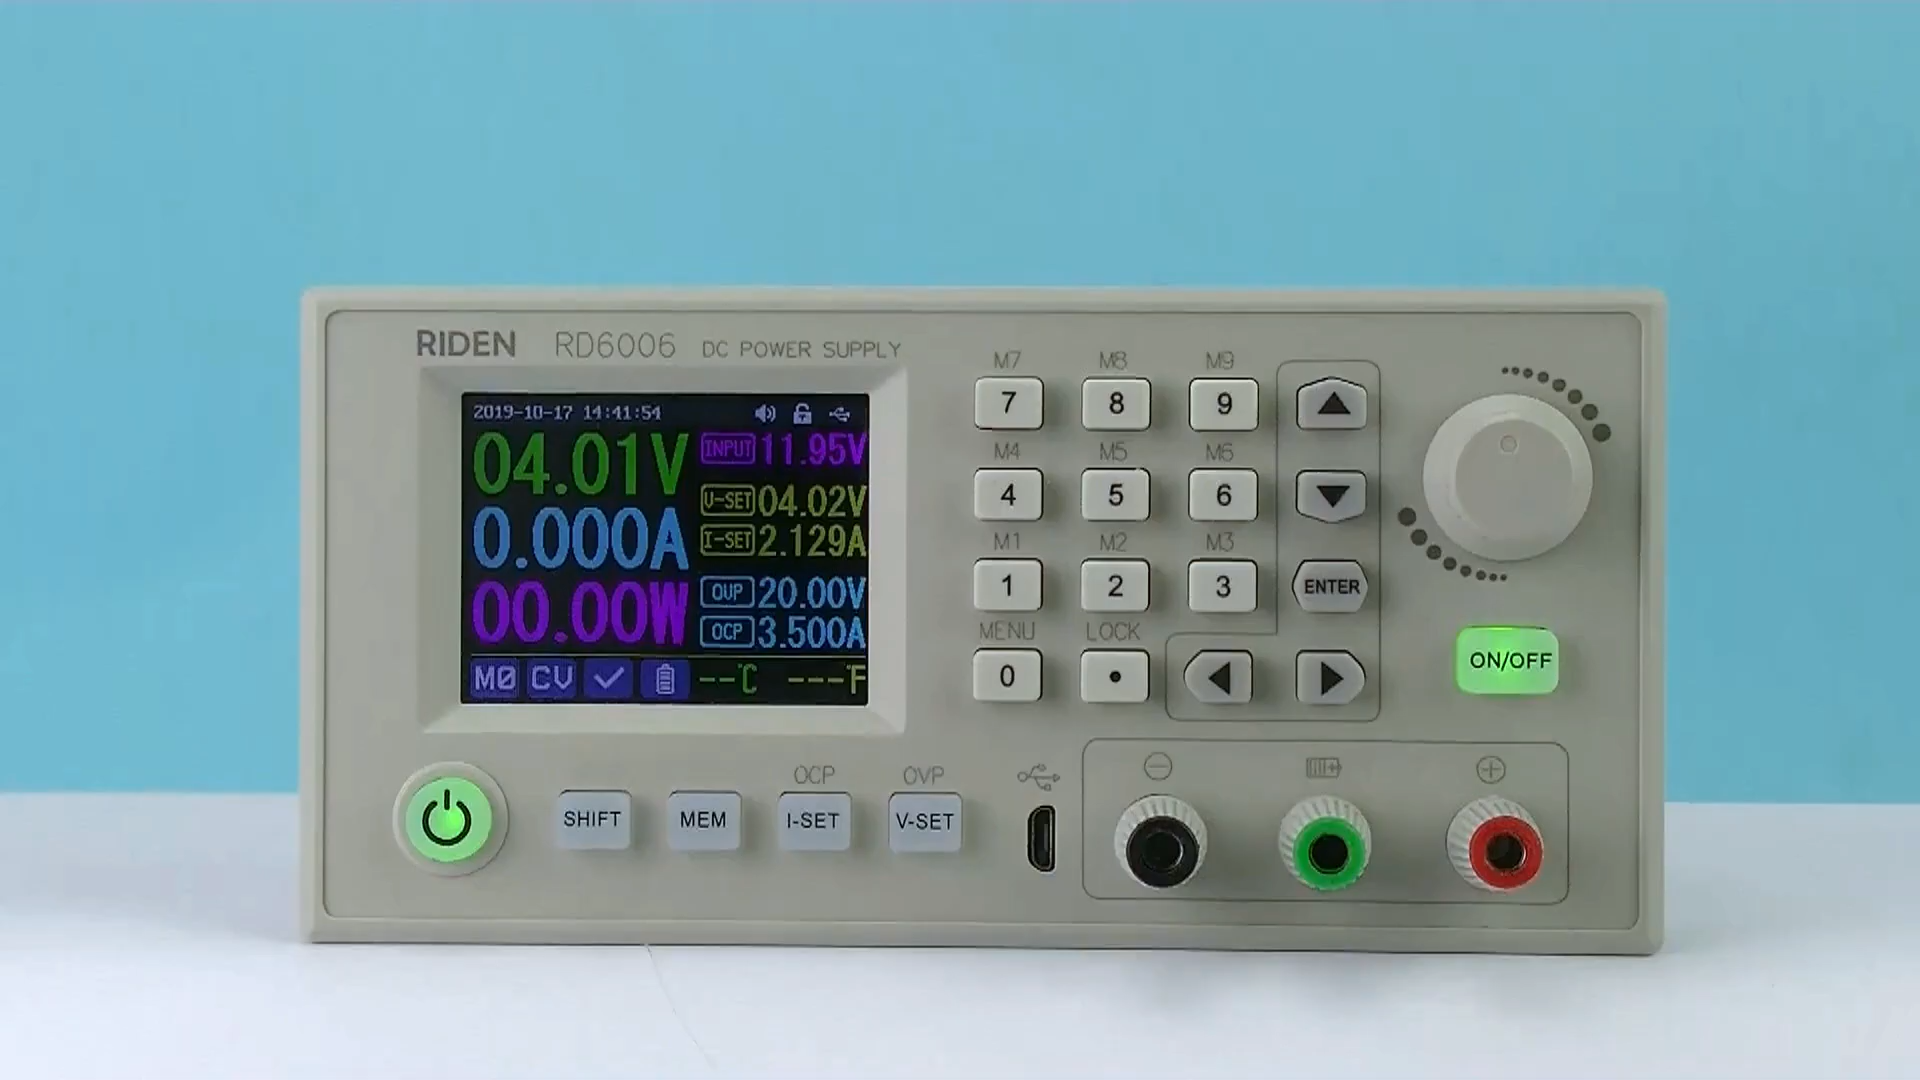 RIDEN RD6006 DC POWER SUPPLY
2019-10-17 14:41:54
04.01V
INPUT 11.95V
V-SET 04.02V
0.000A
I-SET 2.129A
00.00W
OVP 20.00V
OCP 3.500A
M0 CV --℃ ---F
M7 M8 M9
7 8 9
M4 M5 M6
4 5 6
M1 M2 M3
1 2 3
ENTER
MENU LOCK
0 •
ON/OFF
OCP OVP
SHIFT MEM I-SET V-SET